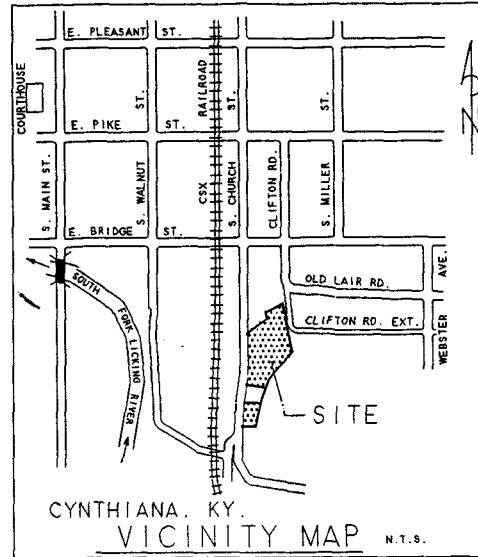 E. PLEASANT ST.
COURTHOUSE
RAILROAD
ST.
ST.
ST.
N
E. PIKE ST.
S. MAIN ST.
S. WALNUT
CSX
S. CHURCH
CLIFTON RD.
S. MILLER
E. BRIDGE ST.
SOUTH FORK LICKING RIVER
OLD LAIR RD.
AVE.
CLIFTON RD. EXT.
WEBSTER
SITE
CYNTHIANA. KY.
VICINITY MAP N.T.S.